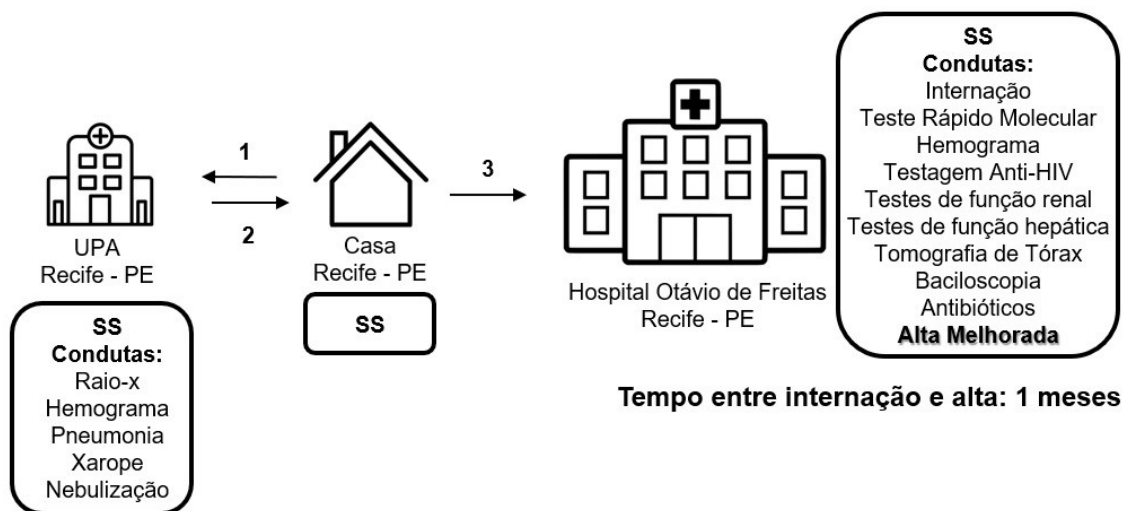 1
2
UPA
Recife - PE
SS
Condutas:
Raio-x
Hemograma
Pneumonia
Xarope
Nebulização
Casa
Recife - PE
SS
3
Hospital Otávio de Freitas
Recife - PE
SS
Condutas:
Internação
Teste Rápido Molecular
Hemograma
Testagem Anti-HIV
Testes de função renal
Testes de função hepática
Tomografia de Tórax
Baciloscopia
Antibióticos
Alta Melhorada
Tempo entre internação e alta: 1 meses